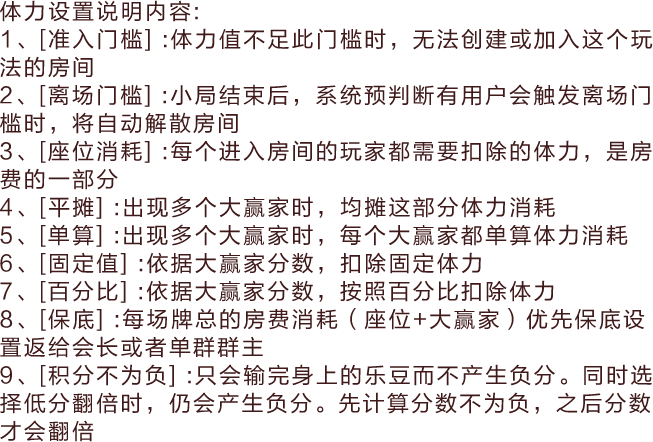 体力设置说明内容:
1、[准入门槛] :体力值不足此门槛时，无法创建或加入这个玩
法的房间
2、[离场门槛] :小局结束后，系统预判断有用户会触发离场门
槛时，将自动解散房间
3、[座位消耗] :每个进入房间的玩家都需要扣除的体力，是房
费的一部分
4、[平摊] :出现多个大赢家时，均摊这部分体力消耗
5、[单算] :出现多个大赢家时，每个大赢家都单算体力消耗
6、[固定值] :依据大赢家分数，扣除固定体力
7、[百分比] :依据大赢家分数，按照百分比扣除体力
8、[保底] :每场牌总的房费消耗（座位+大赢家）优先保底设
置返给会长或者单群群主
9、[积分不为负] :只会输完身上的乐豆而不产生负分。同时选
择低分翻倍时，仍会产生负分。先计算分数不为负，之后分数
才会翻倍